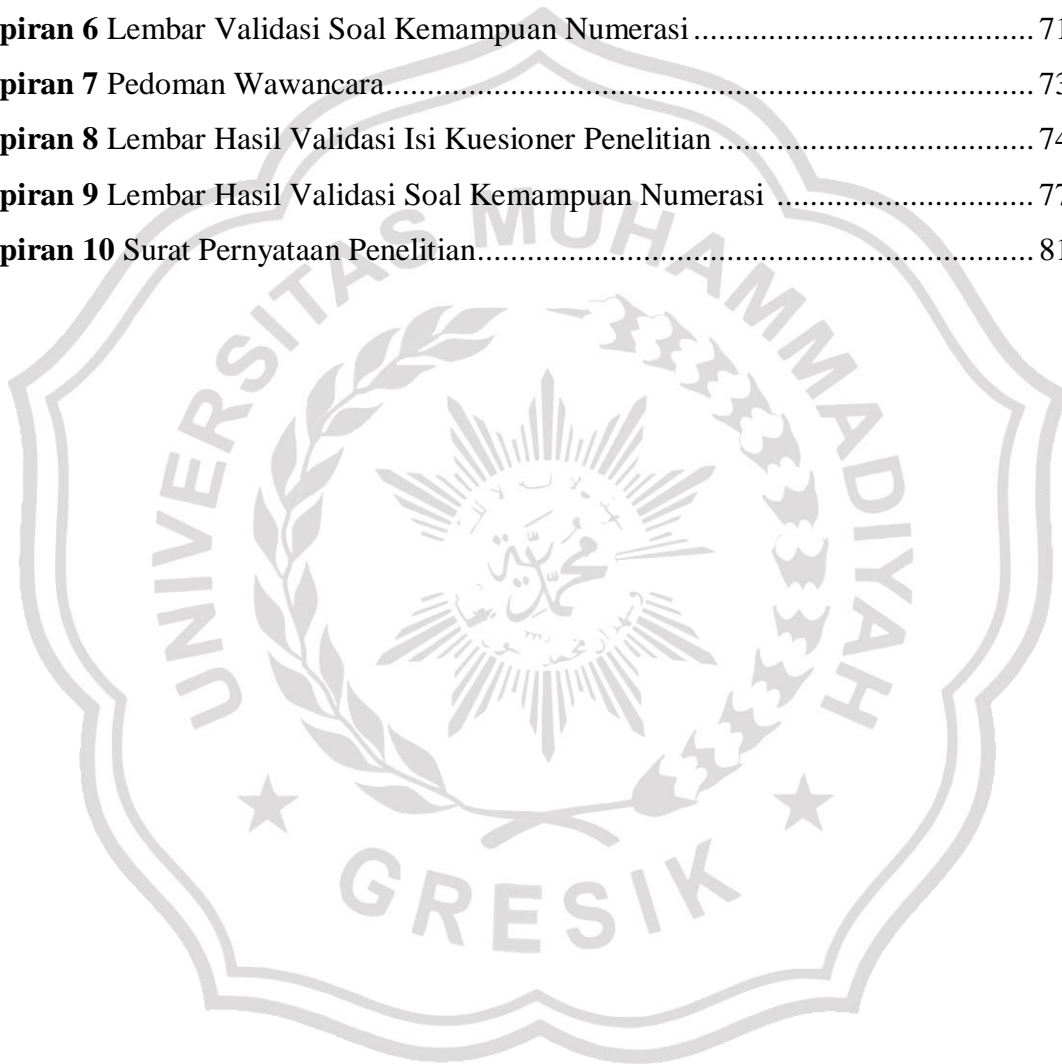 piran 6 Lembar Validasi Soal Kemampuan Numerasi ........................................ 71
piran 7 Pedoman Wawancara.......................................................................... 73
piran 8 Lembar Hasil Validasi Isi Kuesioner Penelitian ..................................... 74
piran 9 Lembar Hasil Validasi Soal Kemampuan Numerasi .............................. 77
piran 10 Surat Pernyataan Penelitian.................................................................. 81
UNIVERSITAS MUHAMMADIYAH
محمدية
GRESIK